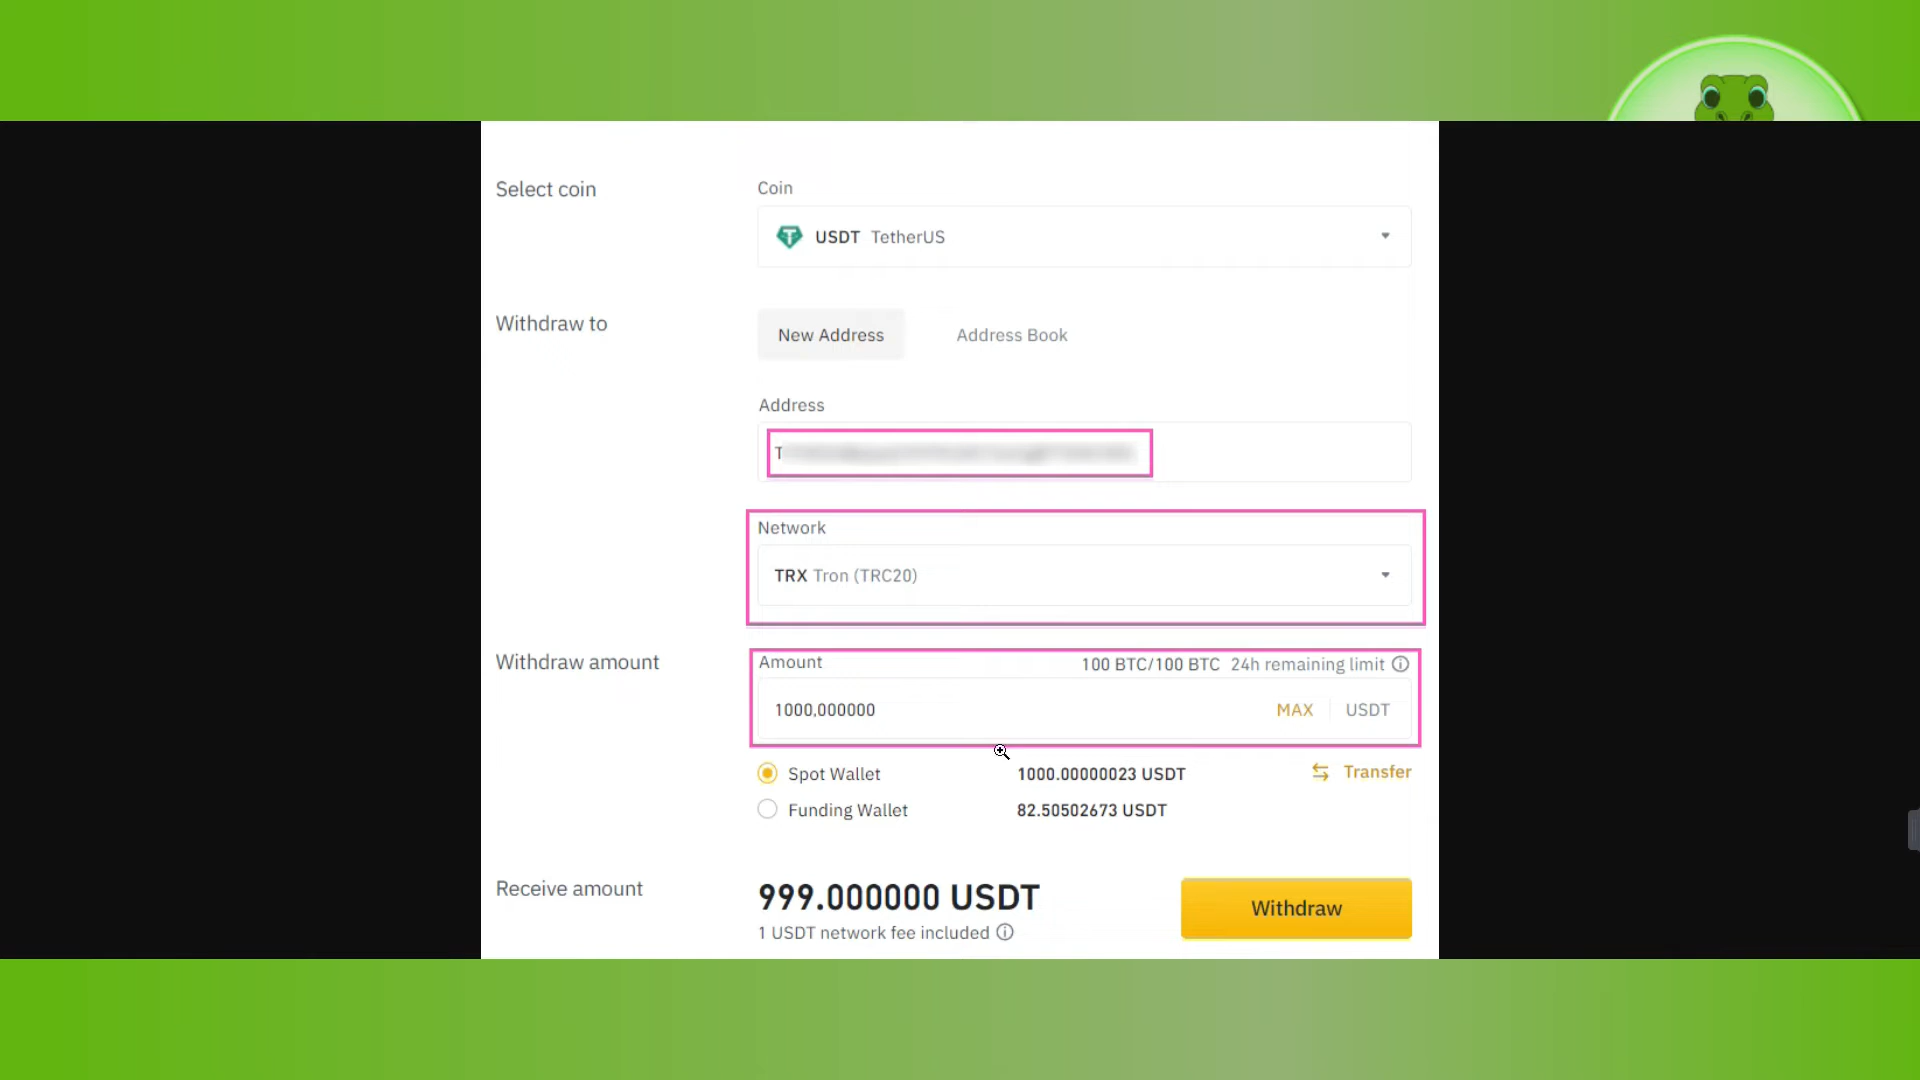 Select coin
Coin
USDT TetherUS
Withdraw to
New Address Address Book
Address
T
Network
TRX Tron (TRC20)
Withdraw amount
Amount 100 BTC/100 BTC 24h remaining limit
1000,000000 MAX USDT
Spot Wallet 1000.00000023 USDT Transfer
Funding Wallet 82.50502673 USDT
Receive amount
999.000000 USDT
Withdraw
1 USDT network fee included